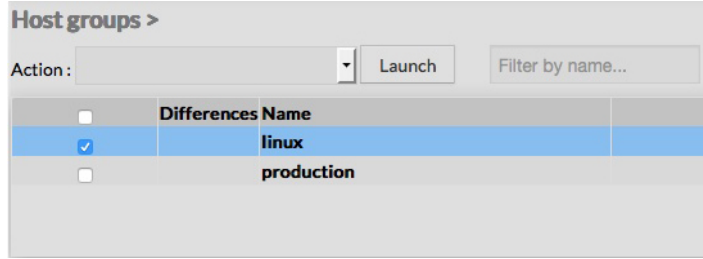 Host groups >
Action : Launch Filter by name...
Differences Name
linux
production